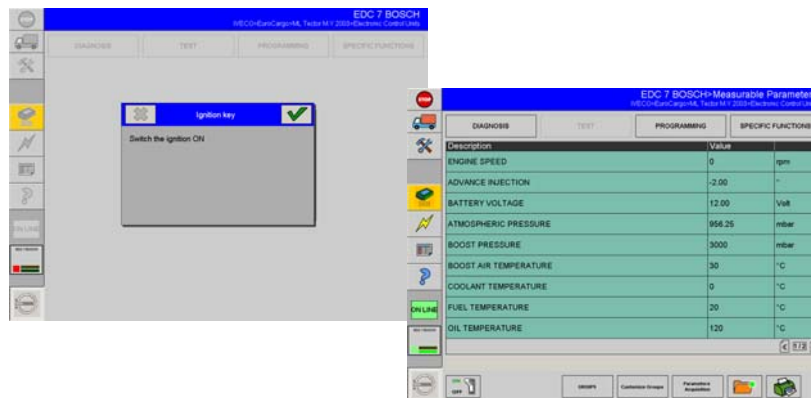 EDC 7 BOSCH
IVECO>EuroCargo>ML Tector M.Y 2003>Electronic Control Units
DIAGNOSIS
TEST
PROGRAMMING
SPECIFIC FUNCTIONS
Ignition key
Switch the ignition ON
ON LINE
STOP
EDC 7 BOSCH>Measurable Parameter
IVECO>EuroCargo>ML Tector M.Y 2003>Electronic Control Un
DIAGNOSIS
TEST
PROGRAMMING
SPECIFIC FUNCTIONS
Description Value
ENGINE SPEED 0 rpm
ADVANCE INJECTION -2.00 °
BATTERY VOLTAGE 12.00 Volt
ATMOSPHERIC PRESSURE 956.25 mbar
BOOST PRESSURE 3000 mbar
BOOST AIR TEMPERATURE 30 °C
COOLANT TEMPERATURE 0 °C
FUEL TEMPERATURE 20 °C
OIL TEMPERATURE 120 °C
ON LINE
1/2
ON
OFF
GROUPS
Customize Groups
Parameters
Acquisition